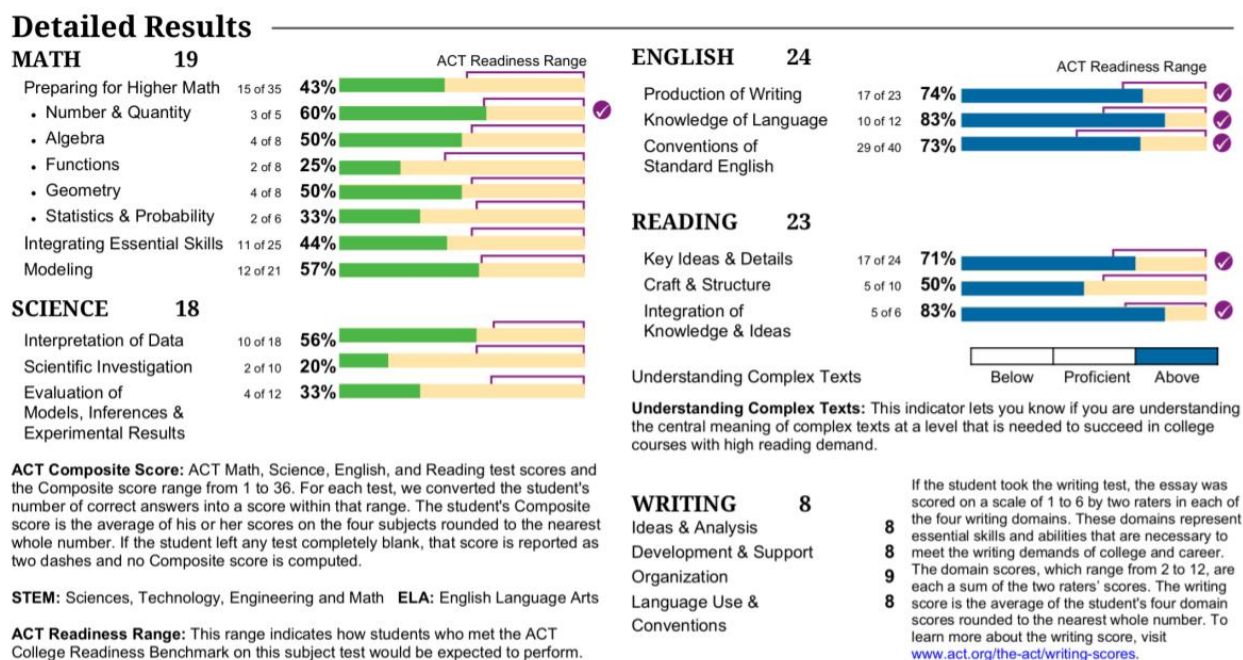 Detailed Results
MATH 19
ACT Readiness Range
Preparing for Higher Math 15 of 35 43%
• Number & Quantity 3 of 5 60%
• Algebra 4 of 8 50%
• Functions 2 of 8 25%
• Geometry 4 of 8 50%
• Statistics & Probability 2 of 6 33%
Integrating Essential Skills 11 of 25 44%
Modeling 12 of 21 57%
SCIENCE 18
Interpretation of Data 10 of 18 56%
Scientific Investigation 2 of 10 20%
Evaluation of 4 of 12 33%
Models, Inferences &
Experimental Results
ACT Composite Score: ACT Math, Science, English, and Reading test scores and
the Composite score range from 1 to 36. For each test, we converted the student's
number of correct answers into a score within that range. The student's Composite
score is the average of his or her scores on the four subjects rounded to the nearest
whole number. If the student left any test completely blank, that score is reported as
two dashes and no Composite score is computed.
STEM: Sciences, Technology, Engineering and Math ELA: English Language Arts
ACT Readiness Range: This range indicates how students who met the ACT
College Readiness Benchmark on this subject test would be expected to perform.
ENGLISH 24
ACT Readiness Range
Production of Writing 17 of 23 74%
Knowledge of Language 10 of 12 83%
Conventions of 29 of 40 73%
Standard English
READING 23
Key Ideas & Details 17 of 24 71%
Craft & Structure 5 of 10 50%
Integration of 5 of 6 83%
Knowledge & Ideas
Understanding Complex Texts Below Proficient Above
Understanding Complex Texts: This indicator lets you know if you are understanding
the central meaning of complex texts at a level that is needed to succeed in college
courses with high reading demand.
WRITING 8
Ideas & Analysis 8
Development & Support 8
Organization 9
Language Use & 8
Conventions
If the student took the writing test, the essay was
scored on a scale of 1 to 6 by two raters in each of
the four writing domains. These domains represent
essential skills and abilities that are necessary to
meet the writing demands of college and career.
The domain scores, which range from 2 to 12, are
each a sum of the two raters' scores. The writing
score is the average of the student's four domain
scores rounded to the nearest whole number. To
learn more about the writing score, visit
www.act.org/the-act/writing-scores.